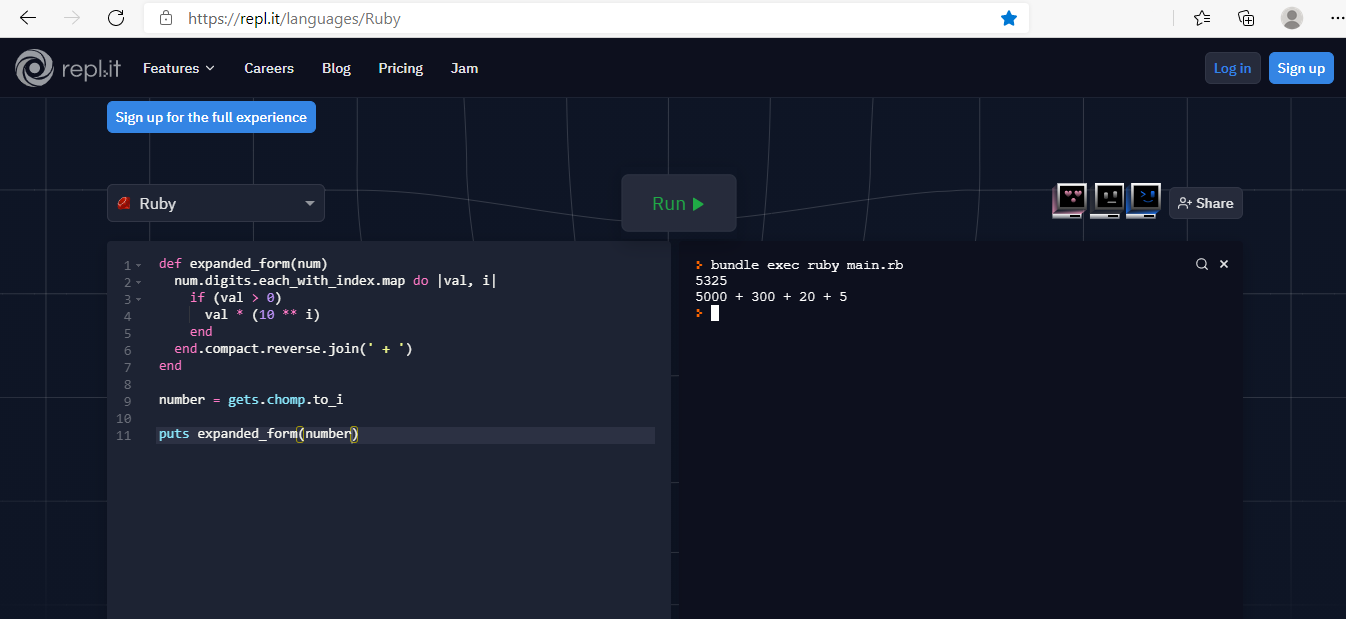 https://repl.it/languages/Ruby
repl.it Features Careers Blog Pricing Jam Log in Sign up
Sign up for the full experience
Ruby
Run
Share
1 def expanded_form(num)
2 num.digits.each_with_index.map do |val, i|
3 if (val > 0)
4 val * (10 ** i)
5 end
6 end.compact.reverse.join(' + ')
7 end
8
9 number = gets.chomp.to_i
10
11 puts expanded_form(number)
bundle exec ruby main.rb
5325
5000 + 300 + 20 + 5